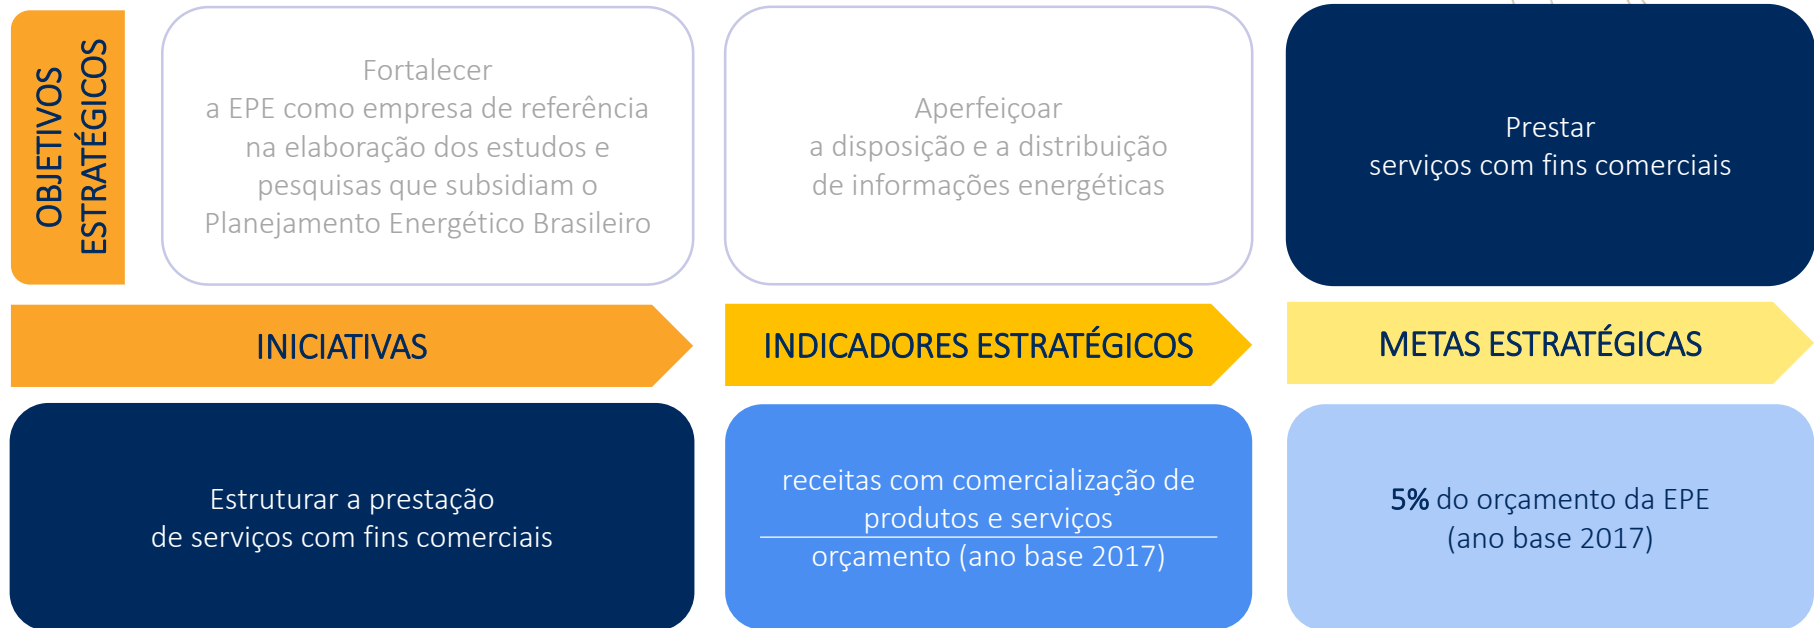 OBJETIVOS
ESTRATÉGICOS
Fortalecer
a EPE como empresa de referência
na elaboração dos estudos e
pesquisas que subsidiam o
Planejamento Energético Brasileiro
Aperfeiçoar
a disposição e a distribuição
de informações energéticas
Prestar
serviços com fins comerciais
INICIATIVAS
INDICADORES ESTRATÉGICOS
METAS ESTRATÉGICAS
Estruturar a prestação
de serviços com fins comerciais
receitas com comercialização de
produtos e serviços
orçamento (ano base 2017)
5% do orçamento da EPE
(ano base 2017)